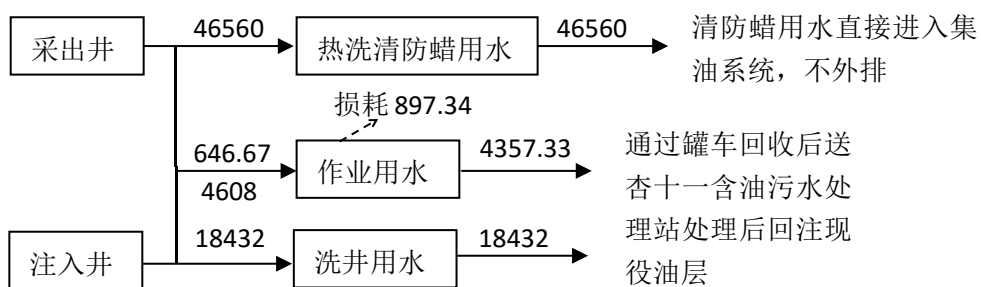 采出井
46560
热洗清防蜡用水
46560
清防蜡用水直接进入集
油系统，不外排
损耗 897.34
646.67
4608
作业用水
4357.33
通过罐车回收后送
杏十一含油污水处
理站处理后回注现
役油层
注入井
18432
洗井用水
18432